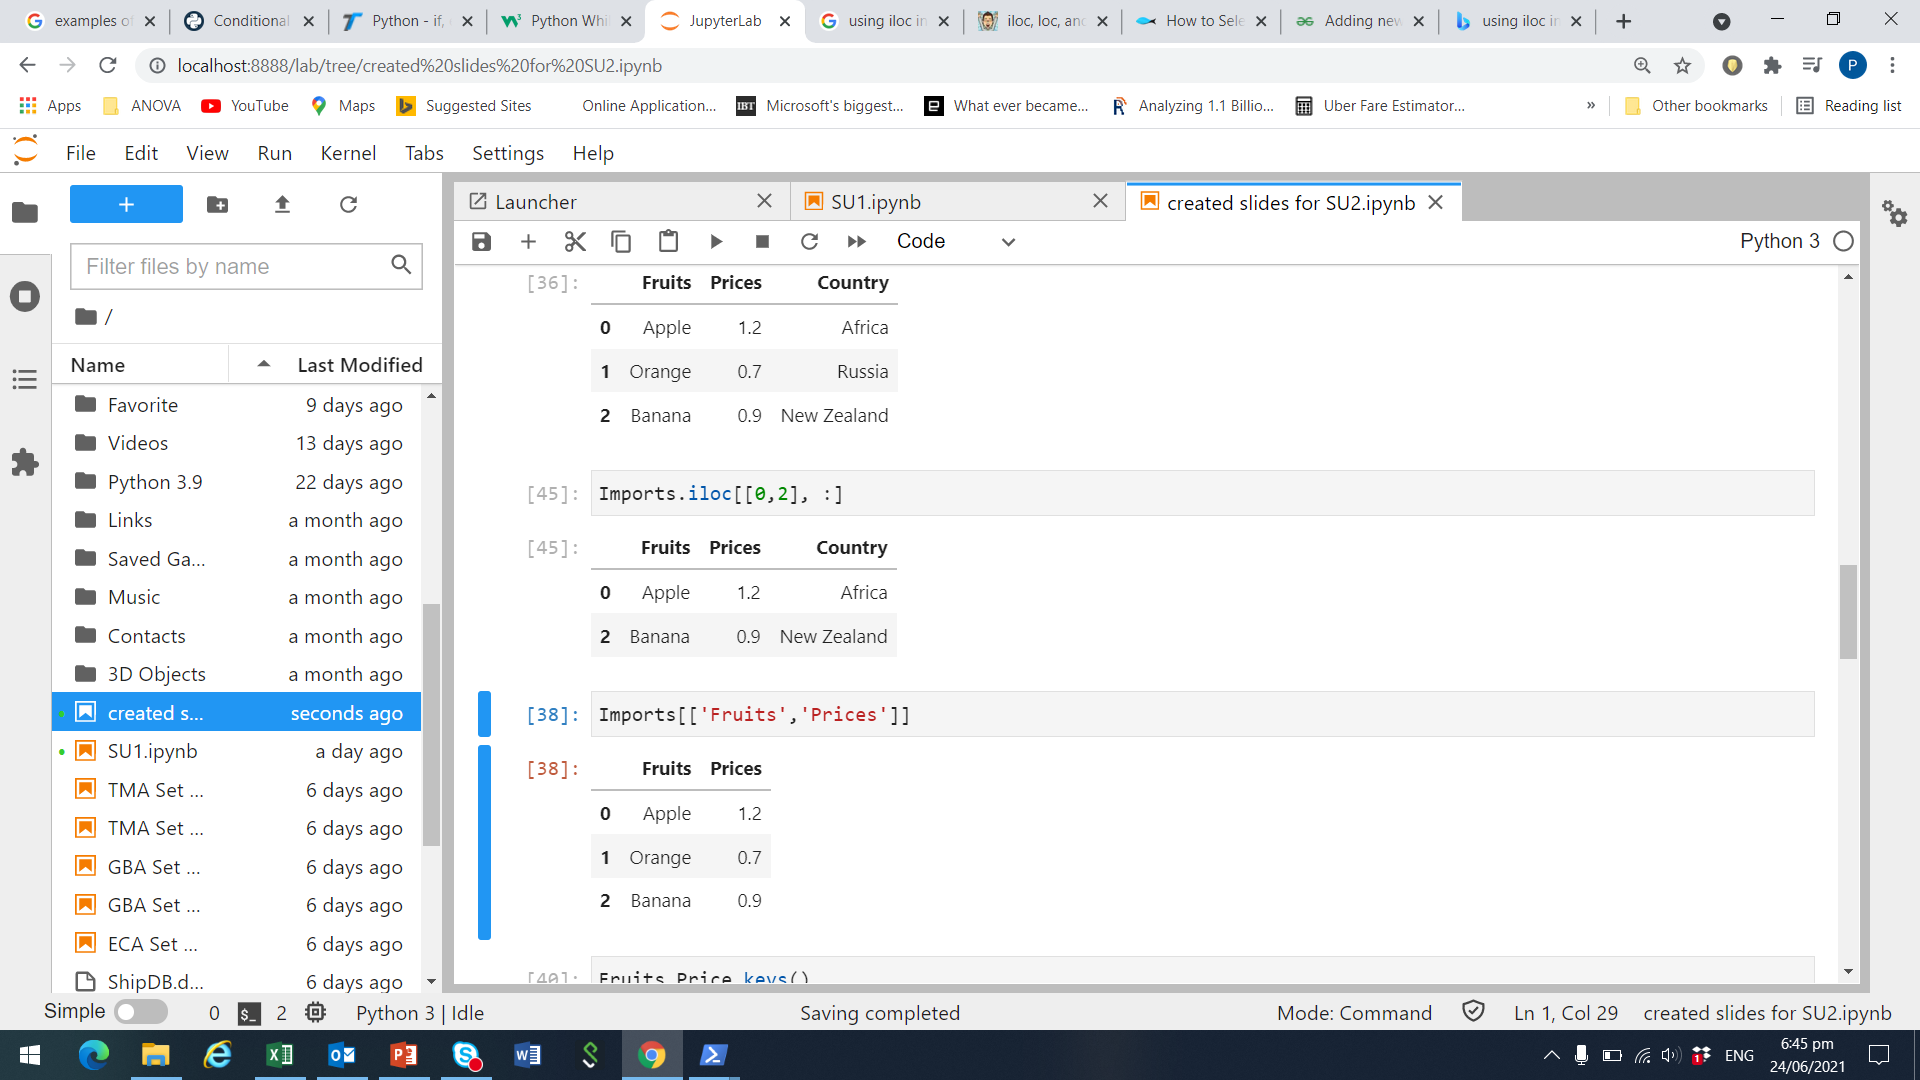 examples of
Conditional
Python - if,
Python Whi
JupyterLab
using iloc in
iloc, loc, and
How to Sele
Adding new
using iloc in
localhost:8888/lab/tree/created%20slides%20for%20SU2.ipynb
P
Apps
ANOVA
YouTube
Maps
Suggested Sites
Online Application...
IBT Microsoft's biggest...
What ever became...
Analyzing 1.1 Billio...
Uber Fare Estimator...
»
Other bookmarks
Reading list
File Edit View Run Kernel Tabs Settings Help
Launcher
SU1.ipynb
created slides for SU2.ipynb
Code
Python 3
Filter files by name
/
Name Last Modified
Favorite 9 days ago
Videos 13 days ago
Python 3.9 22 days ago
Links a month ago
Saved Ga... a month ago
Music a month ago
Contacts a month ago
3D Objects a month ago
created s... seconds ago
SU1.ipynb a day ago
TMA Set ... 6 days ago
TMA Set ... 6 days ago
GBA Set ... 6 days ago
GBA Set ... 6 days ago
ECA Set ... 6 days ago
ShipDB.d... 6 days ago
[36]: Fruits Prices Country
0 Apple 1.2 Africa
1 Orange 0.7 Russia
2 Banana 0.9 New Zealand
[45]: Imports.iloc[[0,2], :]
[45]: Fruits Prices Country
0 Apple 1.2 Africa
2 Banana 0.9 New Zealand
[38]: Imports[['Fruits','Prices']]
[38]: Fruits Prices
0 Apple 1.2
1 Orange 0.7
2 Banana 0.9
[40]: Fruits_Price.keys()
Simple 0 $_ 2 Python 3 | Idle Saving completed Mode: Command Ln 1, Col 29 created slides for SU2.ipynb
ENG
6:45 pm
24/06/2021